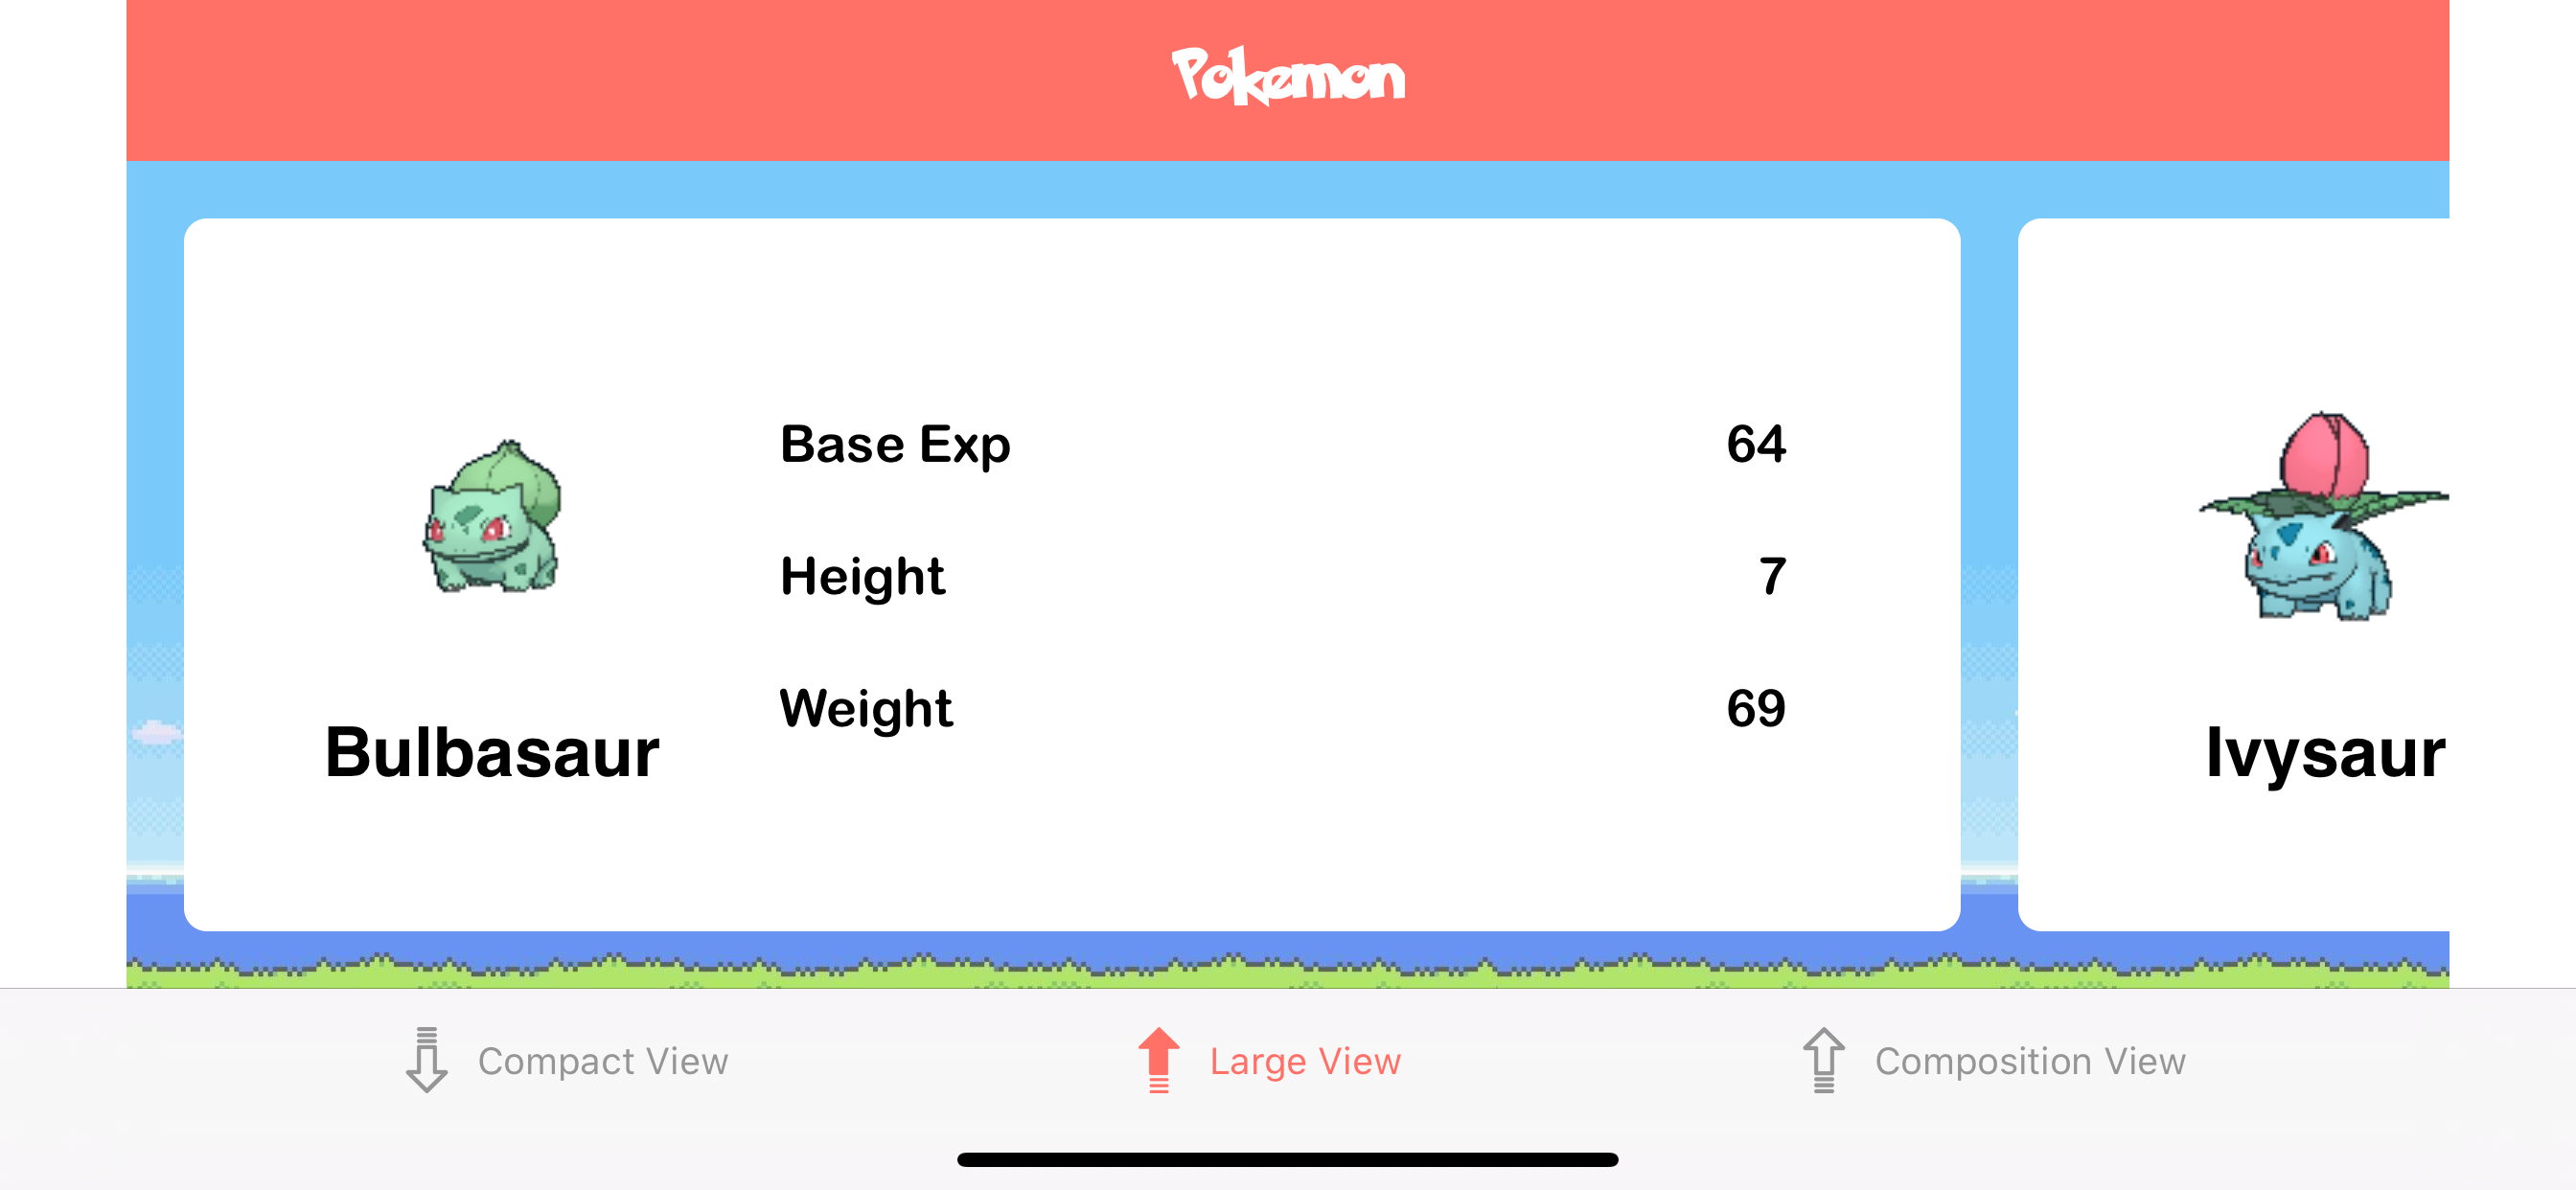 Pokemon
Base Exp 64
Height 7
Weight 69
Bulbasaur
Ivysaur
Compact View
Large View
Composition View